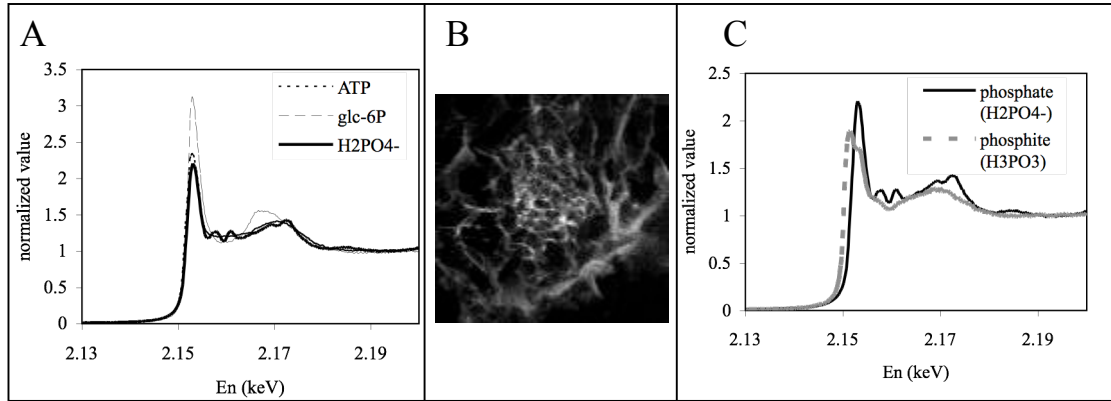 A
3.5
3
2.5
2
1.5
1
0.5
0
normalized value
ATP
glc-6P
H2PO4-
2.13
2.15
2.17
2.19
En (keV)
B
C
2.5
2
1.5
1
0.5
0
normalized value
phosphate
(H2PO4-)
phosphite
(H3PO3)
2.13
2.15
2.17
2.19
En (keV)